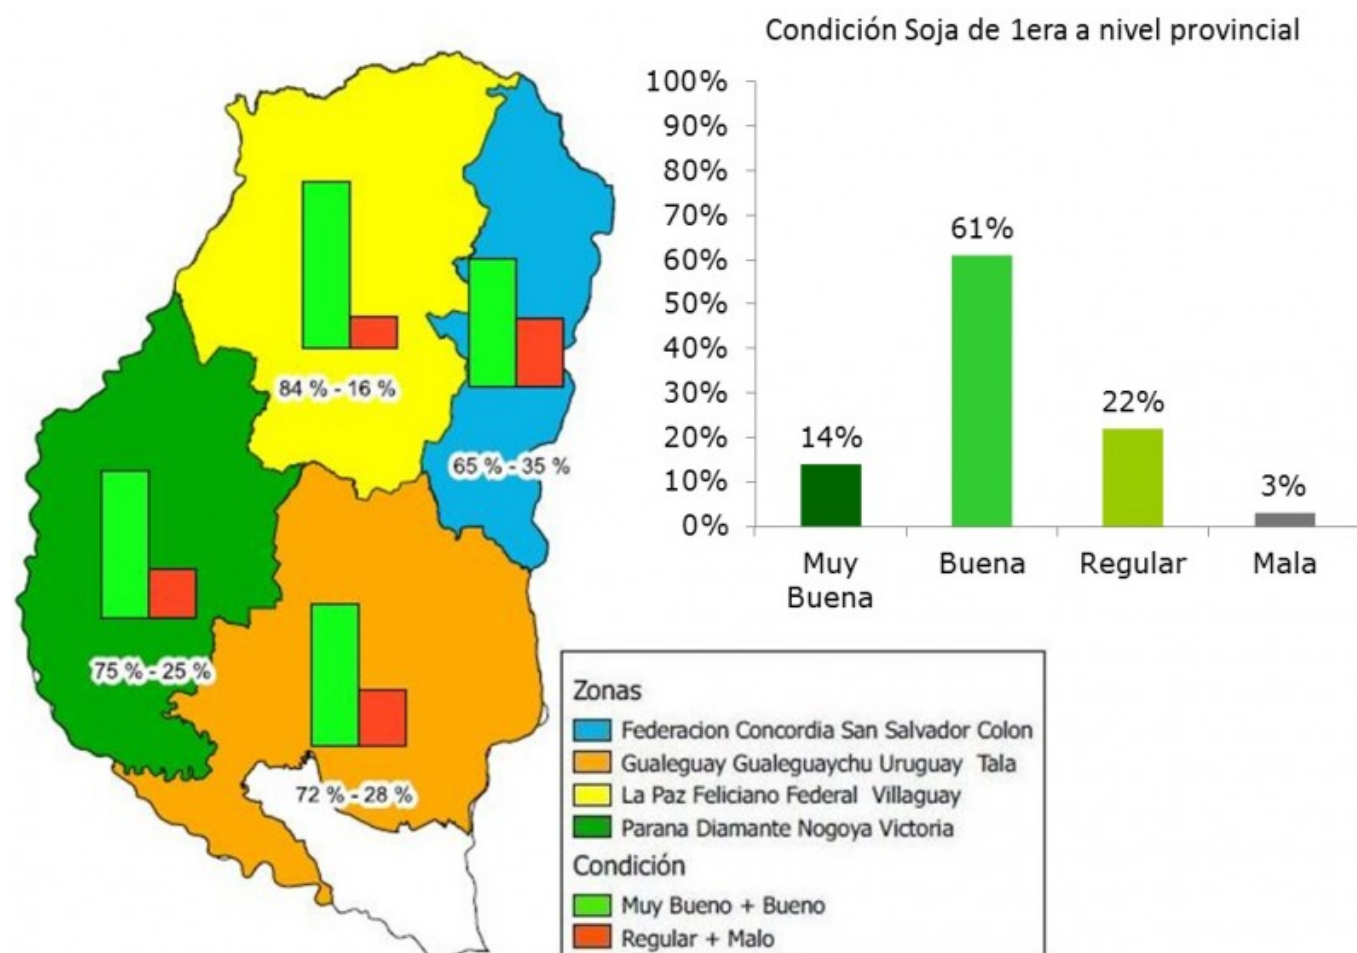 Condición Soja de 1era a nivel provincial
100%
90%
80%
70%
60%
50%
40%
30%
20%
10%
0%
14%
61%
22%
3%
Muy
Buena
Buena
Regular
Mala
84 % - 16 %
65 % - 35 %
75 % - 25 %
72 % - 28 %
Zonas
Federacion Concordia San Salvador Colon
Gualeguay Gualeguaychu Uruguay Tala
La Paz Feliciano Federal Villaguay
Parana Diamante Nogoya Victoria
Condición
Muy Bueno + Bueno
Regular + Malo